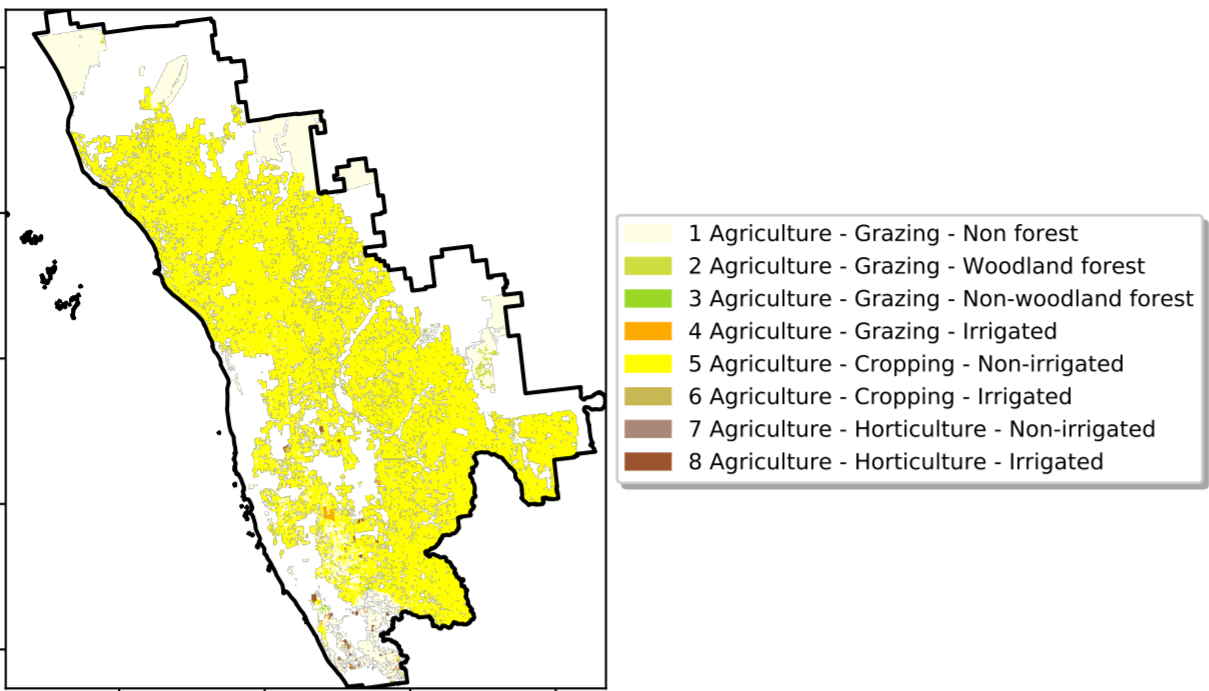 1 Agriculture - Grazing - Non forest
2 Agriculture - Grazing - Woodland forest
3 Agriculture - Grazing - Non-woodland forest
4 Agriculture - Grazing - Irrigated
5 Agriculture - Cropping - Non-irrigated
6 Agriculture - Cropping - Irrigated
7 Agriculture - Horticulture - Non-irrigated
8 Agriculture - Horticulture - Irrigated